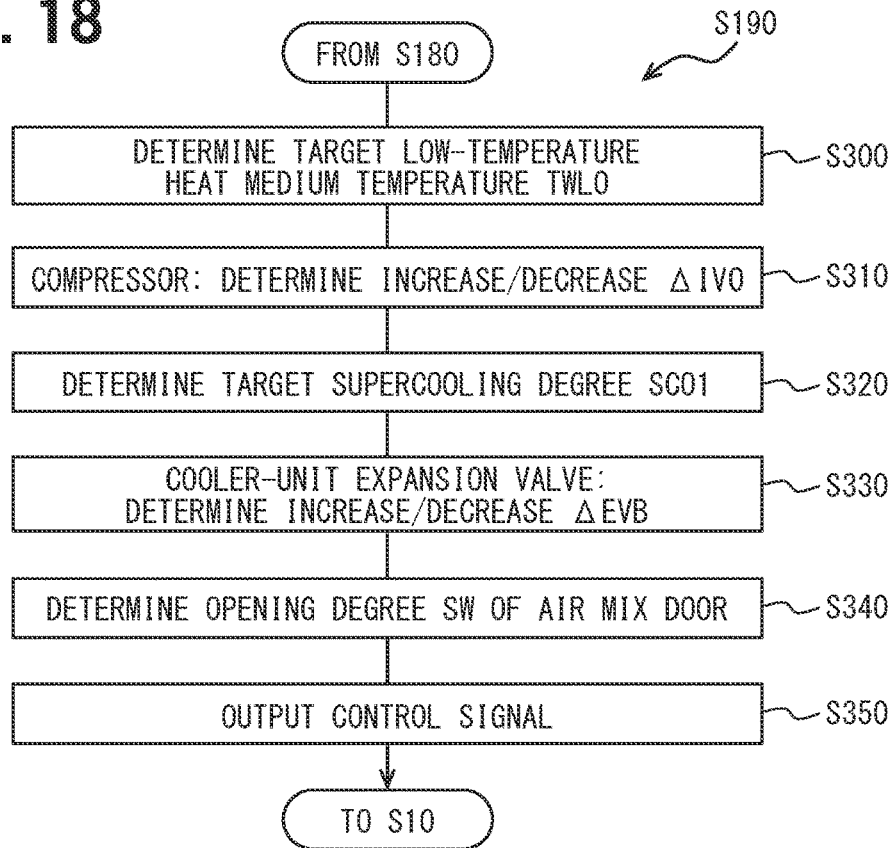 . 18
S190
FROM S180
DETERMINE TARGET LOW-TEMPERATURE
HEAT MEDIUM TEMPERATURE TWLO
S300
COMPRESSOR: DETERMINE INCREASE/DECREASE Δ IVO
S310
DETERMINE TARGET SUPERCOOLING DEGREE SCO1
S320
COOLER-UNIT EXPANSION VALVE:
DETERMINE INCREASE/DECREASE Δ EVB
S330
DETERMINE OPENING DEGREE SW OF AIR MIX DOOR
S340
OUTPUT CONTROL SIGNAL
S350
TO S10